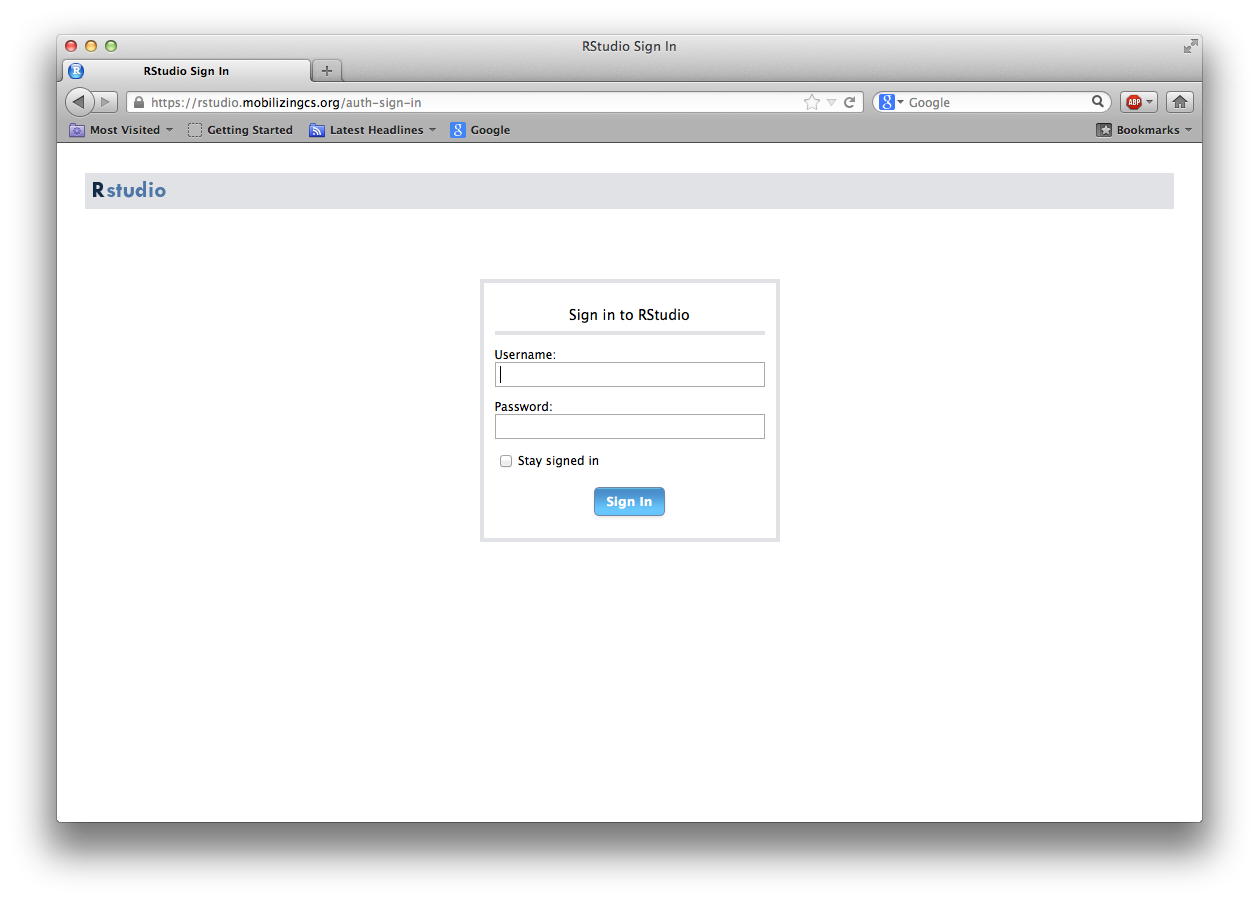 RStudio Sign In
RStudio Sign In
https://rstudio.mobilizingcs.org/auth-sign-in
Google
ABP
Most Visited
Getting Started
Latest Headlines
Google
Bookmarks
Rstudio
Sign in to RStudio
Username:
Password:
Stay signed in
Sign In